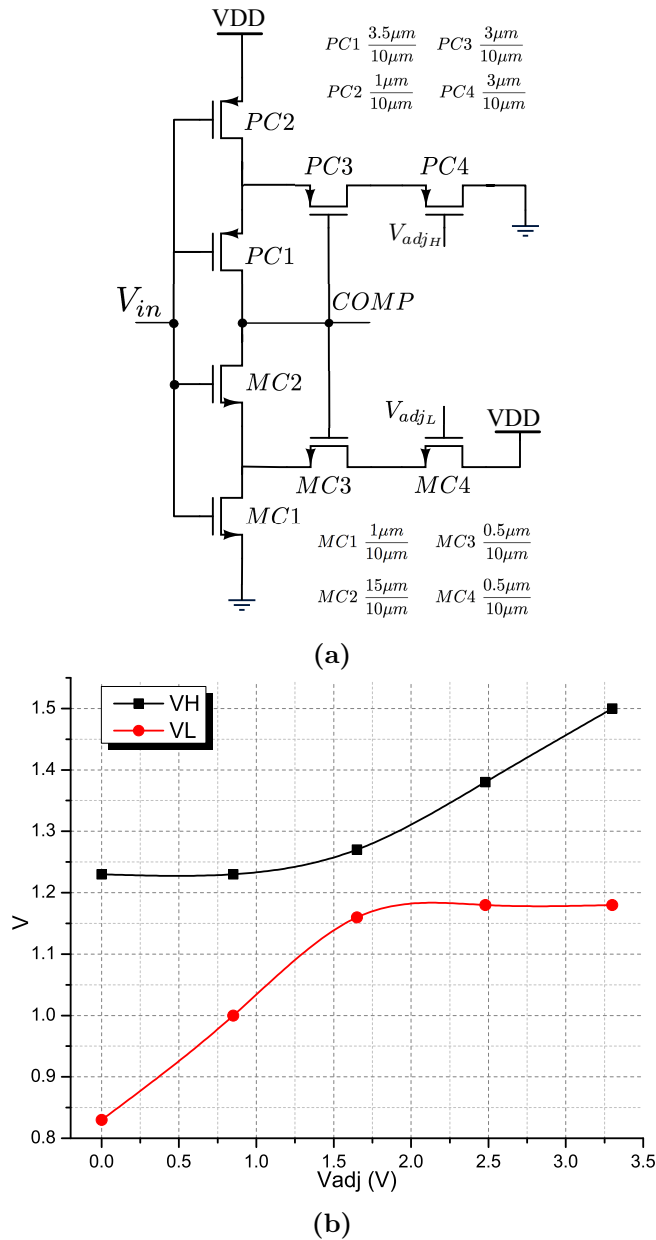 VDD
PC1 3.5μm/10μm PC3 3μm/10μm
PC2 1μm/10μm PC4 3μm/10μm
PC2
PC3 PC4
V_adj_H
PC1
V_in
COMP
MC2
V_adj_L
VDD
MC3 MC4
MC1
MC1 1μm/10μm MC3 0.5μm/10μm
MC2 15μm/10μm MC4 0.5μm/10μm
(a)
VH
VL
1.5
1.4
1.3
1.2
1.1
1.0
0.9
0.8
V
0.0 0.5 1.0 1.5 2.0 2.5 3.0 3.5
Vadj (V)
(b)